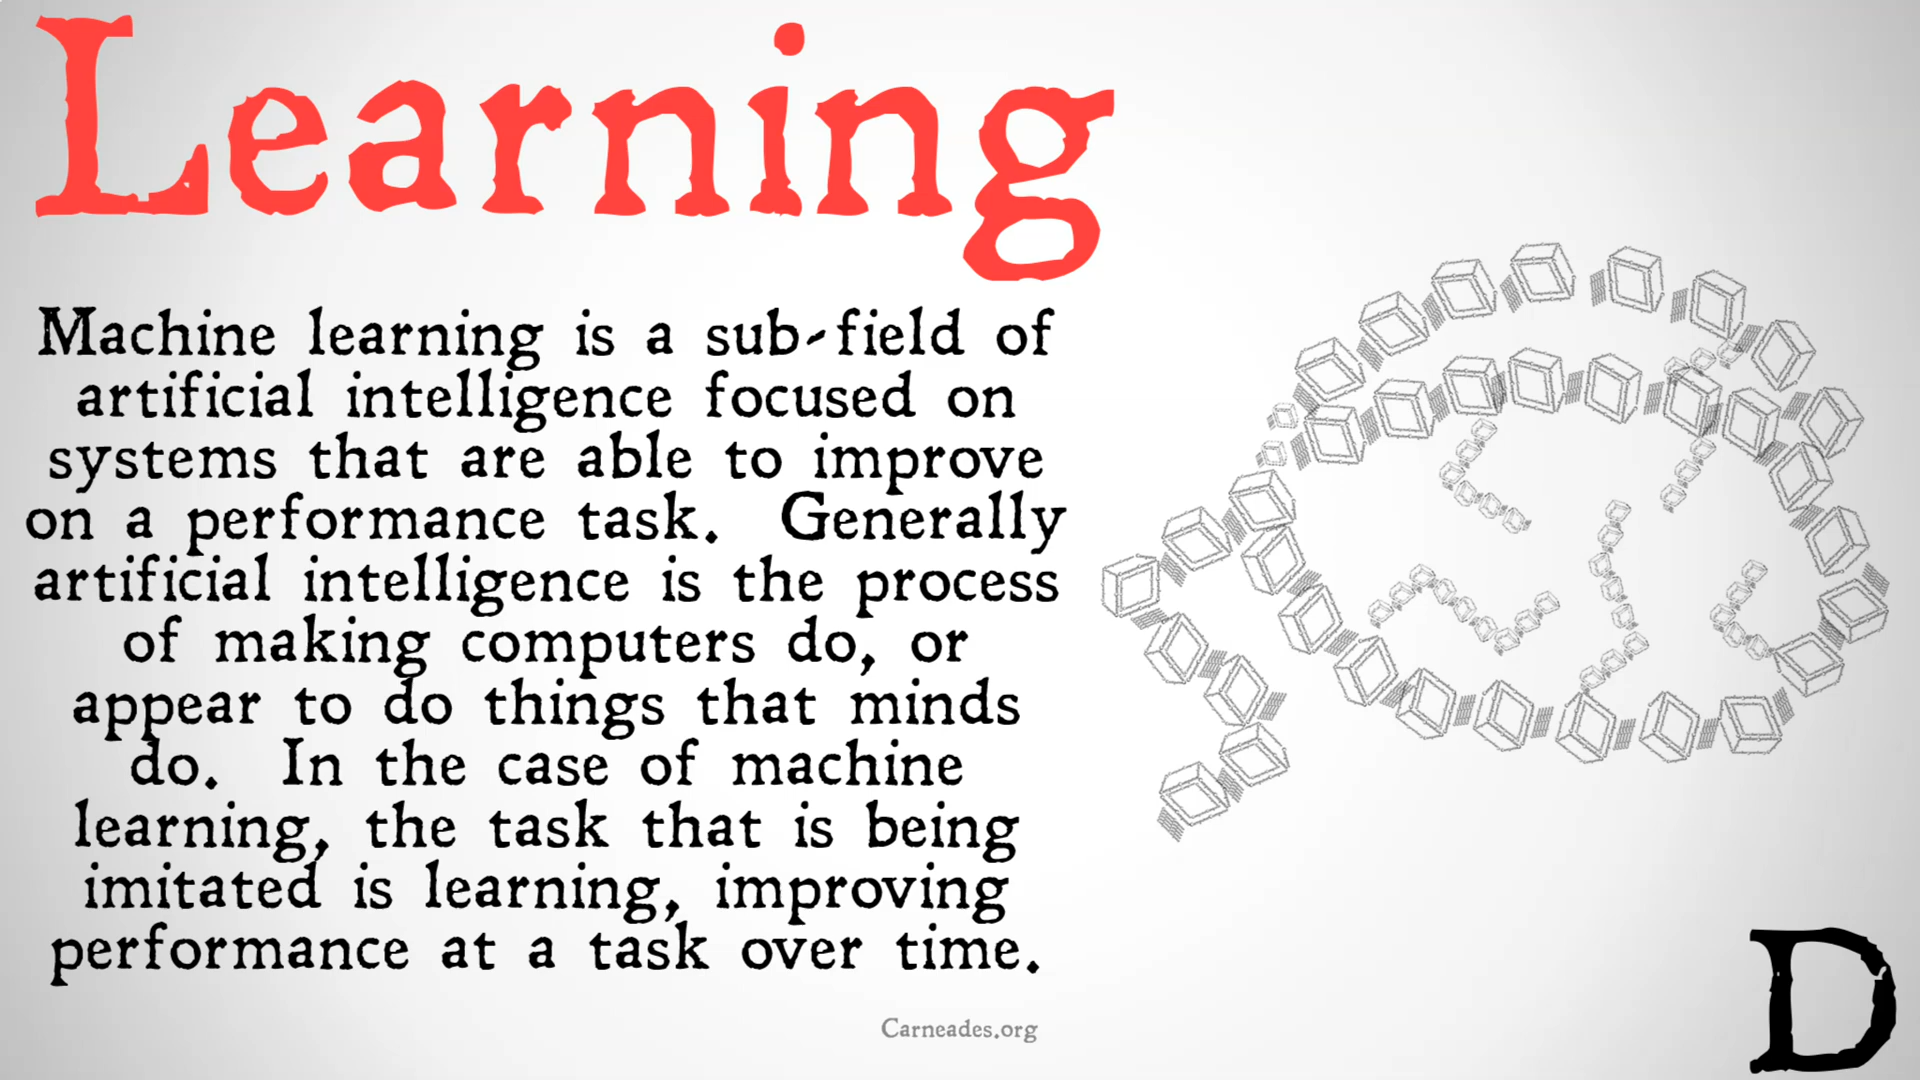 Learning
Machine learning is a sub-field of
artificial intelligence focused on
systems that are able to improve
on a performance task.  Generally
artificial intelligence is the process
of making computers do, or
appear to do things that minds
do.  In the case of machine
learning, the task that is being
imitated is learning, improving
performance at a task over time.
Carneades.org
D